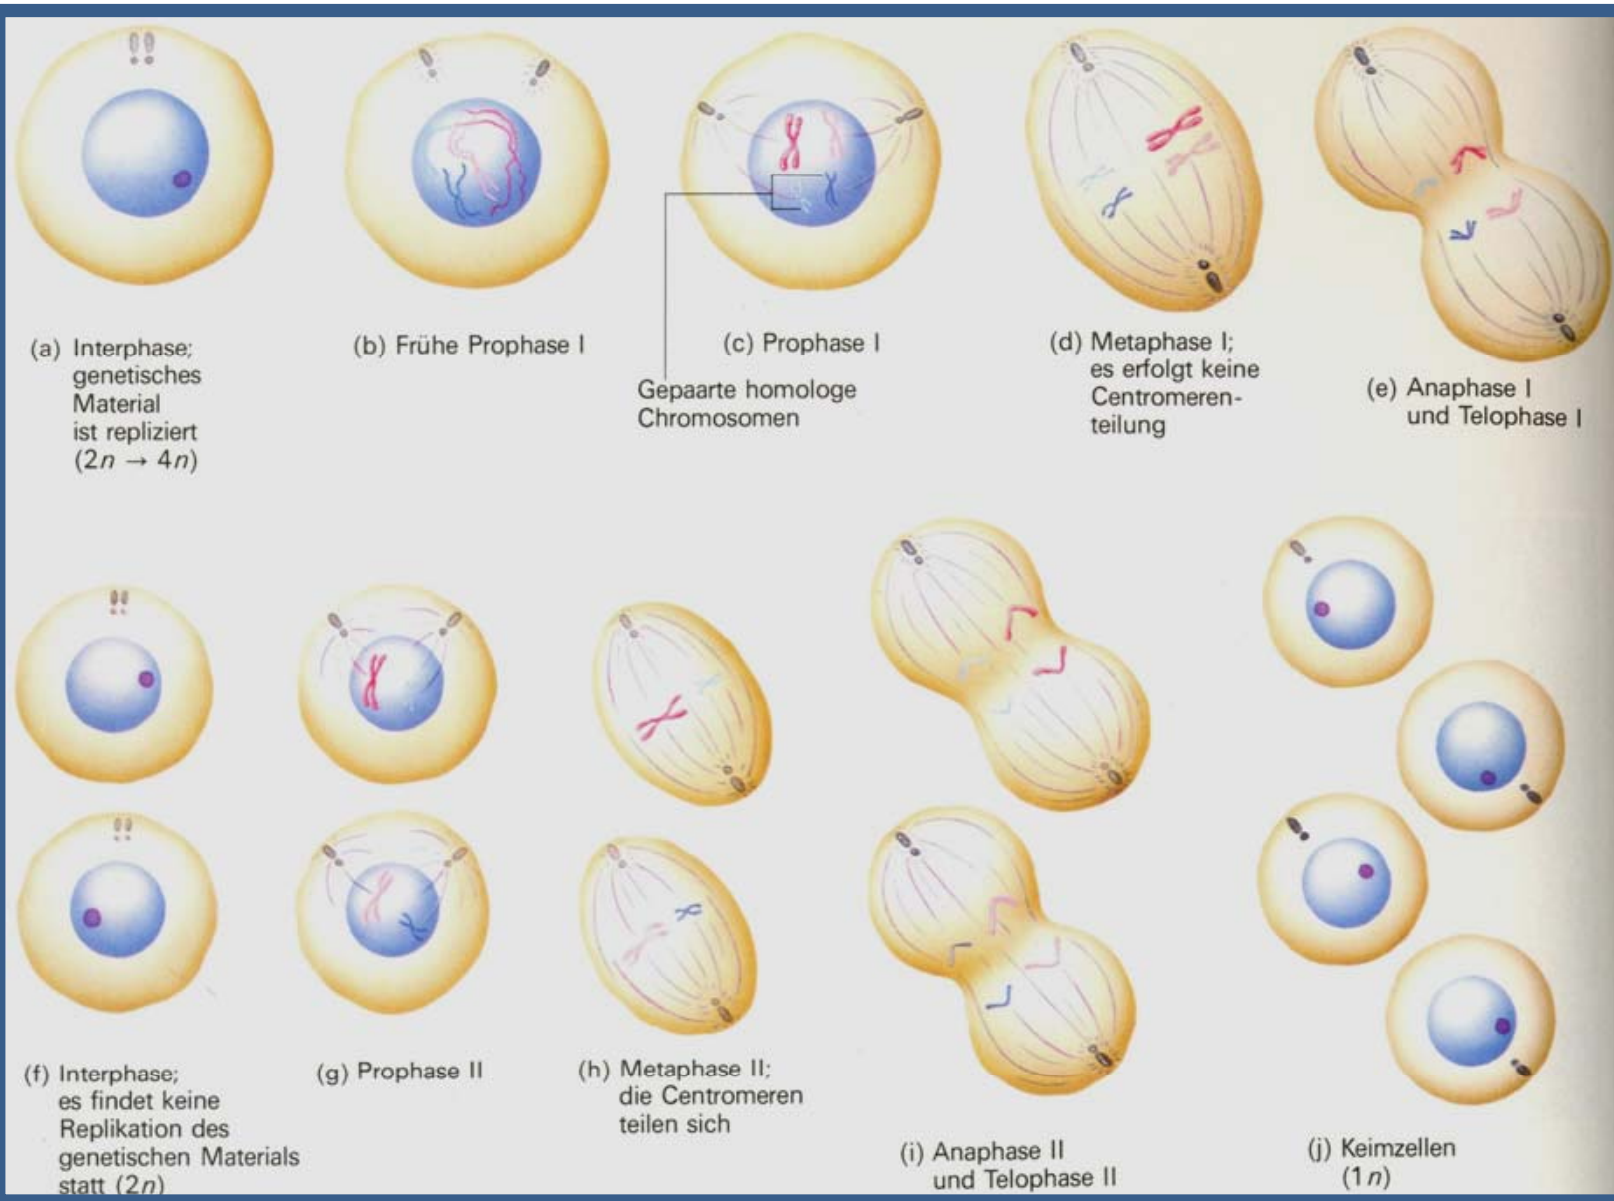 (a) Interphase;
genetisches
Material
ist repliziert
(2n → 4n)
(b) Frühe Prophase I
(c) Prophase I
Gepaarte homologe
Chromosomen
(d) Metaphase I;
es erfolgt keine
Centromeren-
teilung
(e) Anaphase I
und Telophase I
(f) Interphase;
es findet keine
Replikation des
genetischen Materials
statt (2n)
(g) Prophase II
(h) Metaphase II;
die Centromeren
teilen sich
(i) Anaphase II
und Telophase II
(j) Keimzellen
(1n)